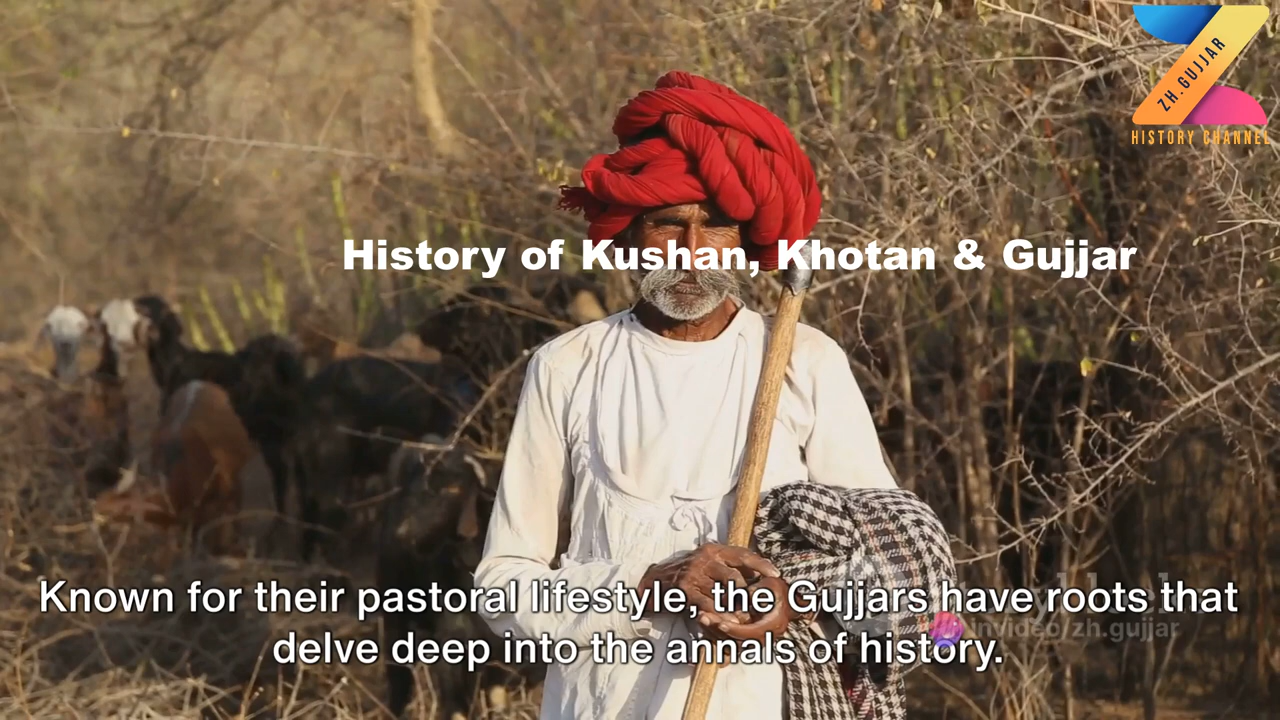 ZH.GUJJAR
HISTORY CHANNEL
History of Kushan, Khotan & Gujjar
Known for their pastoral lifestyle, the Gujjars have roots that
delve deep into the annals of history.
invideo/zh.gujjar